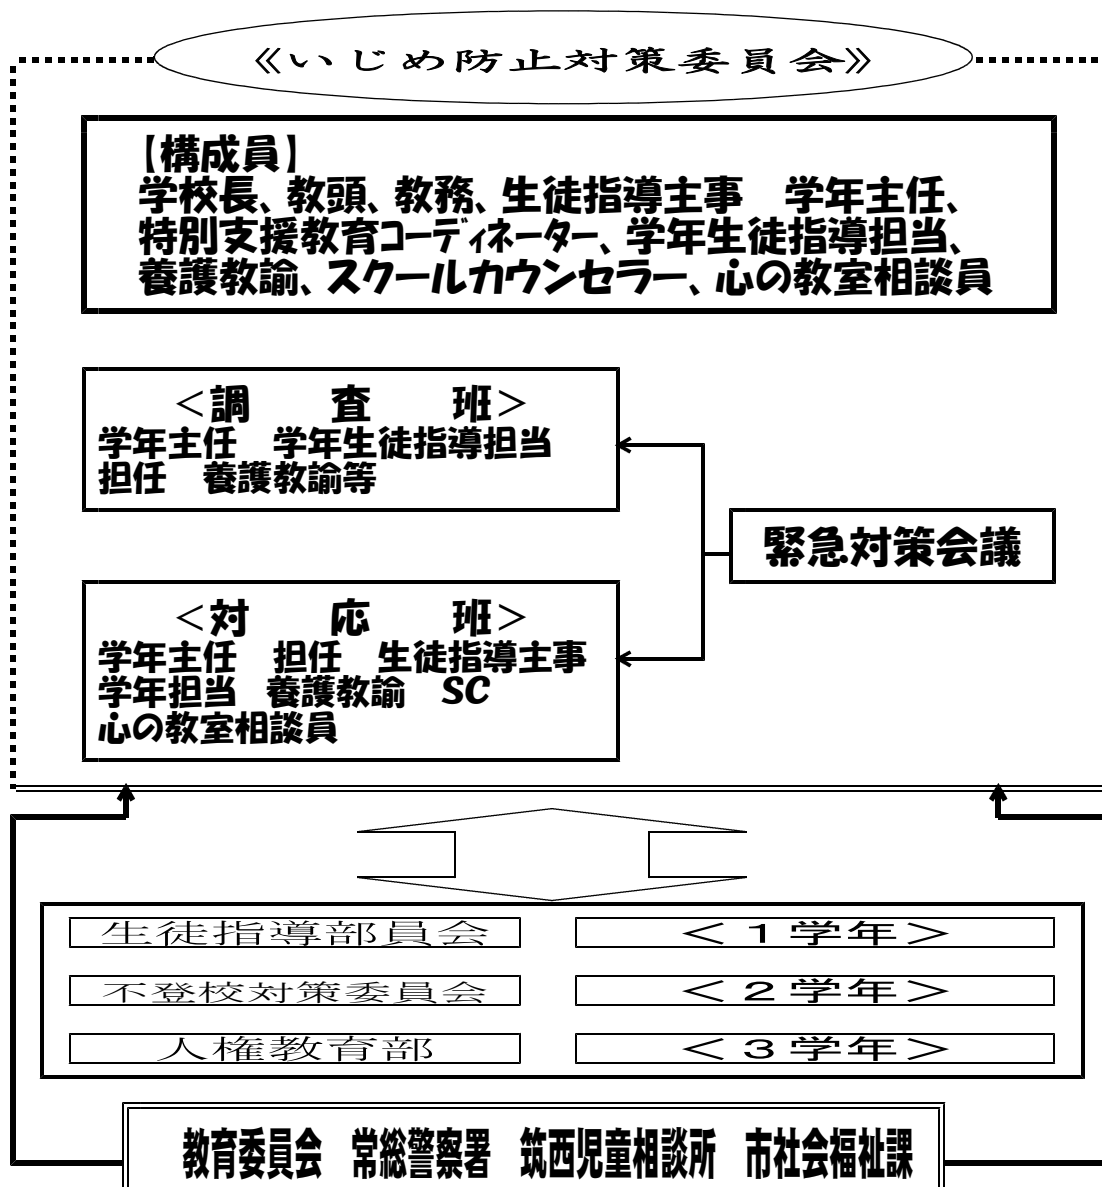 《いじめ防止対策委員会》
【構成員】
学校長、教頭、教務、生徒指導主事　学年主任、
特別支援教育コーディネーター、学年生徒指導担当、
養護教諭、スクールカウンセラー、心の教室相談員
＜調　査　班＞
学年主任　学年生徒指導担当
担任　養護教諭等
緊急対策会議
＜対　応　班＞
学年主任　担任　生徒指導主事
学年担当　養護教諭　SC
心の教室相談員
生徒指導部員会
＜１学年＞
不登校対策委員会
＜２学年＞
人権教育部
＜３学年＞
教育委員会　常総警察署　筑西児童相談所　市社会福祉課